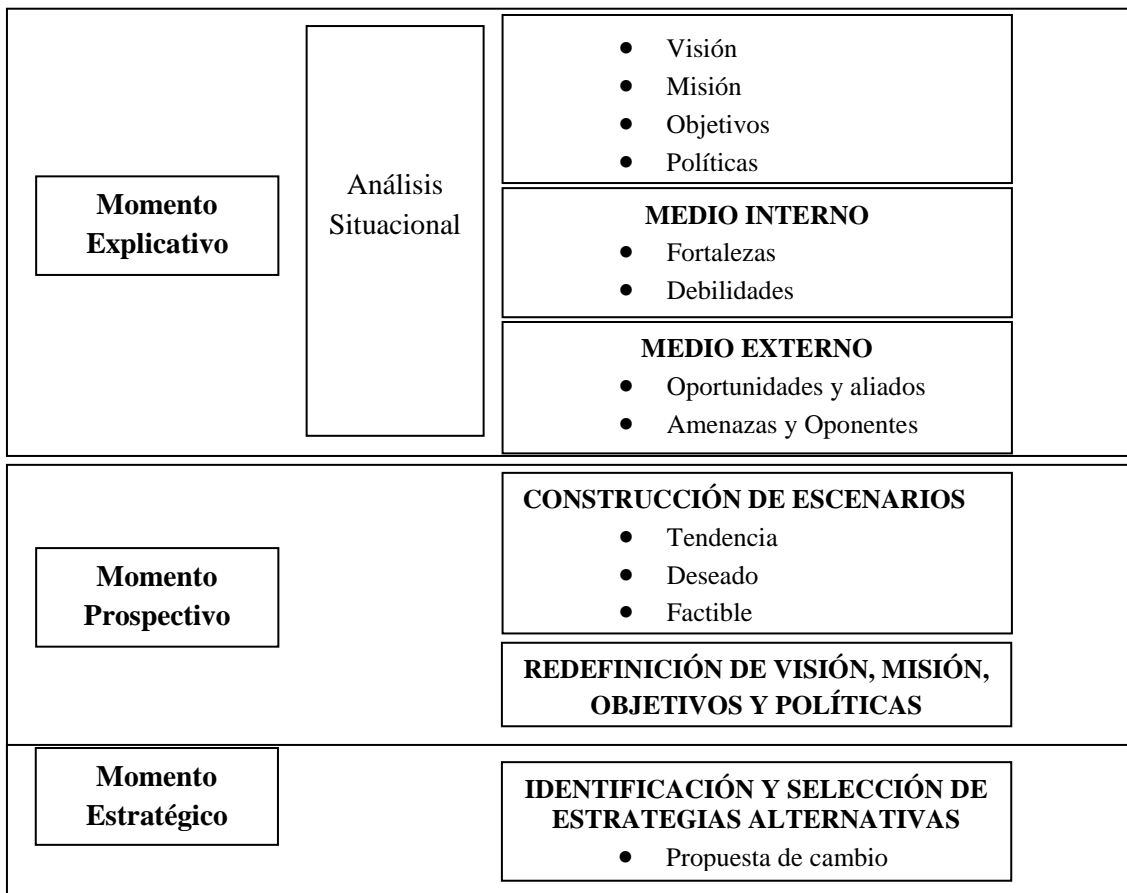 Momento
Explicativo
Análisis
Situacional
● Visión
● Misión
● Objetivos
● Políticas
MEDIO INTERNO
● Fortalezas
● Debilidades
MEDIO EXTERNO
● Oportunidades y aliados
● Amenazas y Oponentes
Momento
Prospectivo
CONSTRUCCIÓN DE ESCENARIOS
● Tendencia
● Deseado
● Factible
REDEFINICIÓN DE VISIÓN, MISIÓN,
OBJETIVOS Y POLÍTICAS
Momento
Estratégico
IDENTIFICACIÓN Y SELECCIÓN DE
ESTRATEGIAS ALTERNATIVAS
● Propuesta de cambio